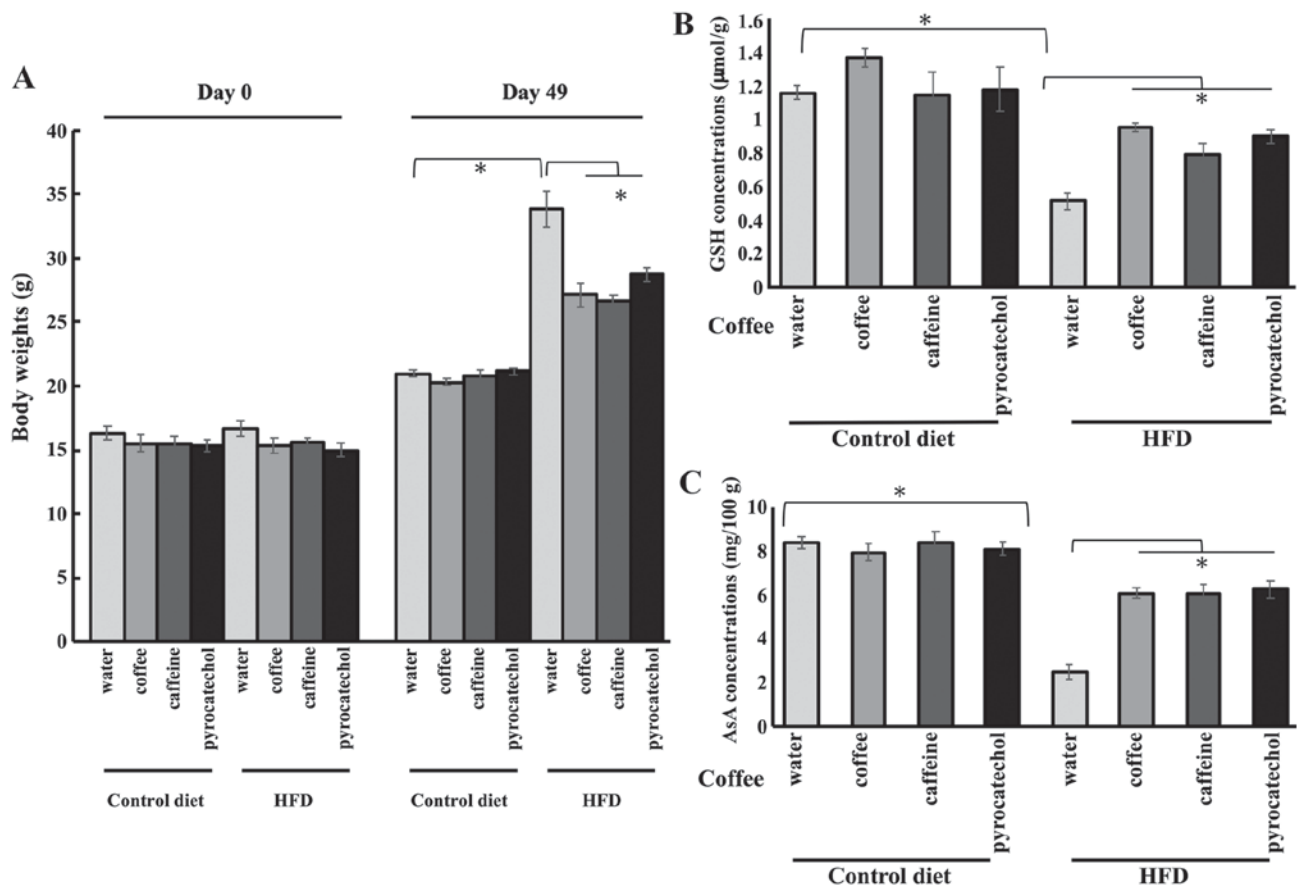 A
Day 0
Day 49
Body weights (g)
40
35
30
25
20
15
10
5
0
*
*
water
coffee
caffeine
pyrocatechol
water
coffee
caffeine
pyrocatechol
water
coffee
caffeine
pyrocatechol
water
coffee
caffeine
pyrocatechol
Control diet
HFD
Control diet
HFD
B
GSH concentrations (μmol/g)
1.6
1.4
1.2
1
0.8
0.6
0.4
0.2
0
*
*
Coffee
water
coffee
caffeine
pyrocatechol
water
coffee
caffeine
pyrocatechol
Control diet
HFD
C
AsA concentrations (mg/100 g)
10
8
6
4
2
0
*
*
Coffee
water
coffee
caffeine
pyrocatechol
water
coffee
caffeine
pyrocatechol
Control diet
HFD